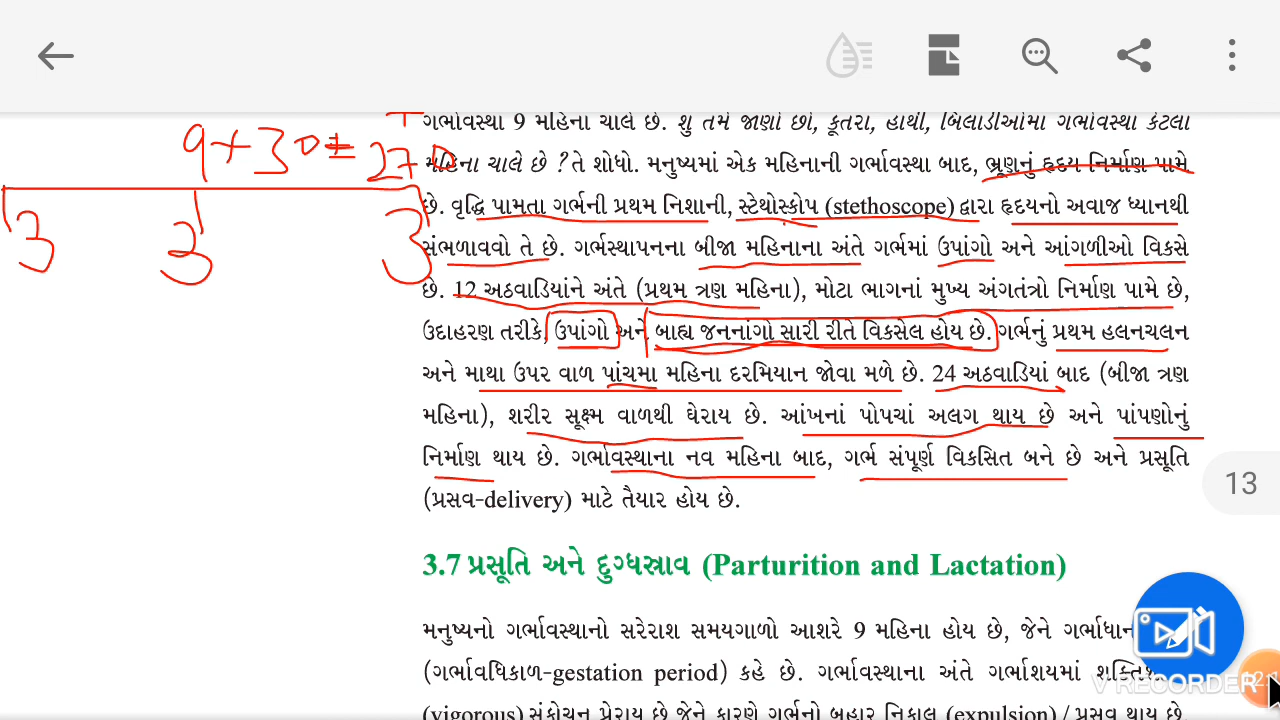 9 + 30 = 270
3 3 3
ગર્ભાવસ્થા 9 મહિના ચાલે છે. શુ તમે જાણો છો, કૂતરા, હાથી, બિલાડીઓમાં ગર્ભાવસ્થા કેટલા
મહિના ચાલે છે ? તે શોધો. મનુષ્યમાં એક મહિનાની ગર્ભાવસ્થા બાદ, ભ્રૂણનું હૃદય નિર્માણ પામે
છે. વૃદ્ધિ પામતા ગર્ભની પ્રથમ નિશાની, સ્ટેથોસ્કોપ (stethoscope) દ્વારા હૃદયનો અવાજ ધ્યાનથી
સંભળાવવો તે છે. ગર્ભસ્થાપનના બીજા મહિનાના અંતે ગર્ભમાં ઉપાંગો અને આંગળીઓ વિકસે
છે. 12 અઠવાડિયાંને અંતે (પ્રથમ ત્રણ મહિના), મોટા ભાગનાં મુખ્ય અંગતંત્રો નિર્માણ પામે છે,
ઉદાહરણ તરીકે, ઉપાંગો અને બાહ્ય જનનાંગો સારી રીતે વિકસેલ હોય છે. ગર્ભનું પ્રથમ હલનચલન
અને માથા ઉપર વાળ પાંચમા મહિના દરમિયાન જોવા મળે છે. 24 અઠવાડિયાં બાદ (બીજા ત્રણ
મહિના), શરીર સૂક્ષ્મ વાળથી ઘેરાય છે. આંખનાં પોપચાં અલગ થાય છે અને પાંપણોનું
નિર્માણ થાય છે. ગર્ભાવસ્થાના નવ મહિના બાદ, ગર્ભ સંપૂર્ણ વિકસિત બને છે અને પ્રસૂતિ
(પ્રસવ-delivery) માટે તૈયાર હોય છે.
13
3.7 પ્રસૂતિ અને દુગ્ધસ્રાવ (Parturition and Lactation)
મનુષ્યનો ગર્ભાવસ્થાનો સરેરાશ સમયગાળો આશરે 9 મહિના હોય છે, જેને
(ગર્ભાવધિકાળ-gestation period) કહે છે. ગર્ભાવસ્થાના અંતે ગર્ભાશયમાં
V RECORDER
(vigorous) સંકોચન પ્રેરાય છે જેને કારણે ગર્ભનો બહાર નિકાલ (expulsion) / પ્રસવ થાય છે